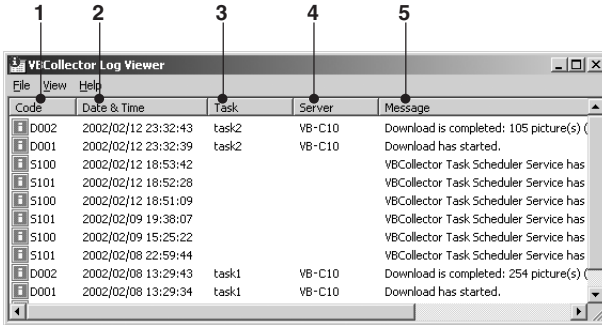 1 2 3 4 5
VBCollector Log Viewer
File View Help
Code Date & Time Task Server Message
D002 2002/02/12 23:32:43 task2 VB-C10 Download is completed: 105 picture(s) (
D001 2002/02/12 23:32:39 task2 VB-C10 Download has started.
S100 2002/02/12 18:53:42 VBCollector Task Scheduler Service has
S101 2002/02/12 18:52:28 VBCollector Task Scheduler Service has
S100 2002/02/12 18:51:09 VBCollector Task Scheduler Service has
S101 2002/02/09 19:38:07 VBCollector Task Scheduler Service has
S100 2002/02/09 15:25:22 VBCollector Task Scheduler Service has
S101 2002/02/08 22:59:44 VBCollector Task Scheduler Service has
D002 2002/02/08 13:29:43 task1 VB-C10 Download is completed: 254 picture(s) (
D001 2002/02/08 13:29:34 task1 VB-C10 Download has started.